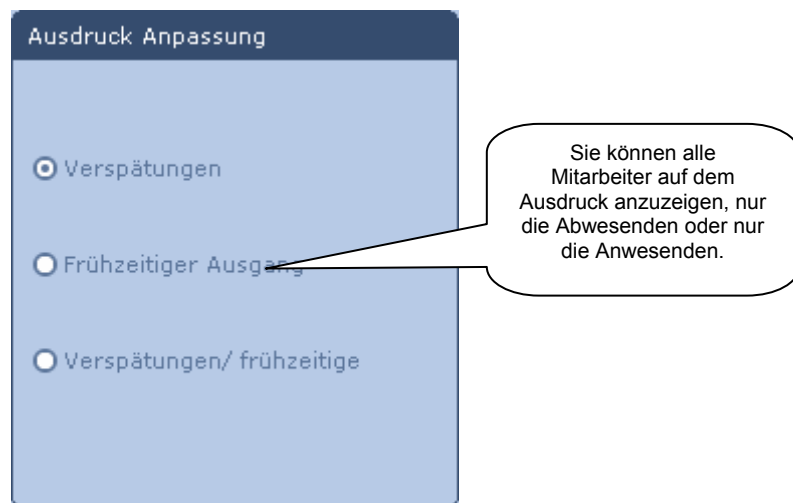 Ausdruck Anpassung
Verspätungen
Frühzeitiger Ausgang
Verspätungen/ frühzeitige
Sie können alle
Mitarbeiter auf dem
Ausdruck anzuzeigen, nur
die Abwesenden oder nur
die Anwesenden.